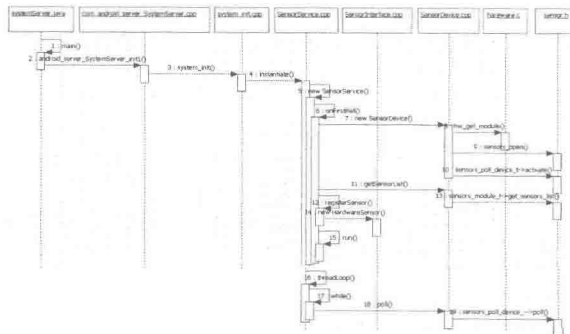 systemServer.java
com_android_server_SystemServer.cpp
system_init.cpp
SensorService.cpp
SensorInterface.cpp
SensorDevice.cpp
hardware.c
sensor.h
1 : main()
2 : android_server_SystemServer_init1()
3 : system_init()
4 : instantiate()
5 : new SensorService()
6 : onFirstRef()
7 : new SensorDevice()
8 : hw_get_module()
9 : sensors_open()
10 : sensors_poll_device_t->activate()
11 : getSensorList()
12 : registerSensor()
13 : sensors_module_t->get_sensors_list()
14 : new HardwareSensor()
15 : run()
16 : threadLoop()
17 : while()
18 : poll()
19 : sensors_poll_device_t->poll()